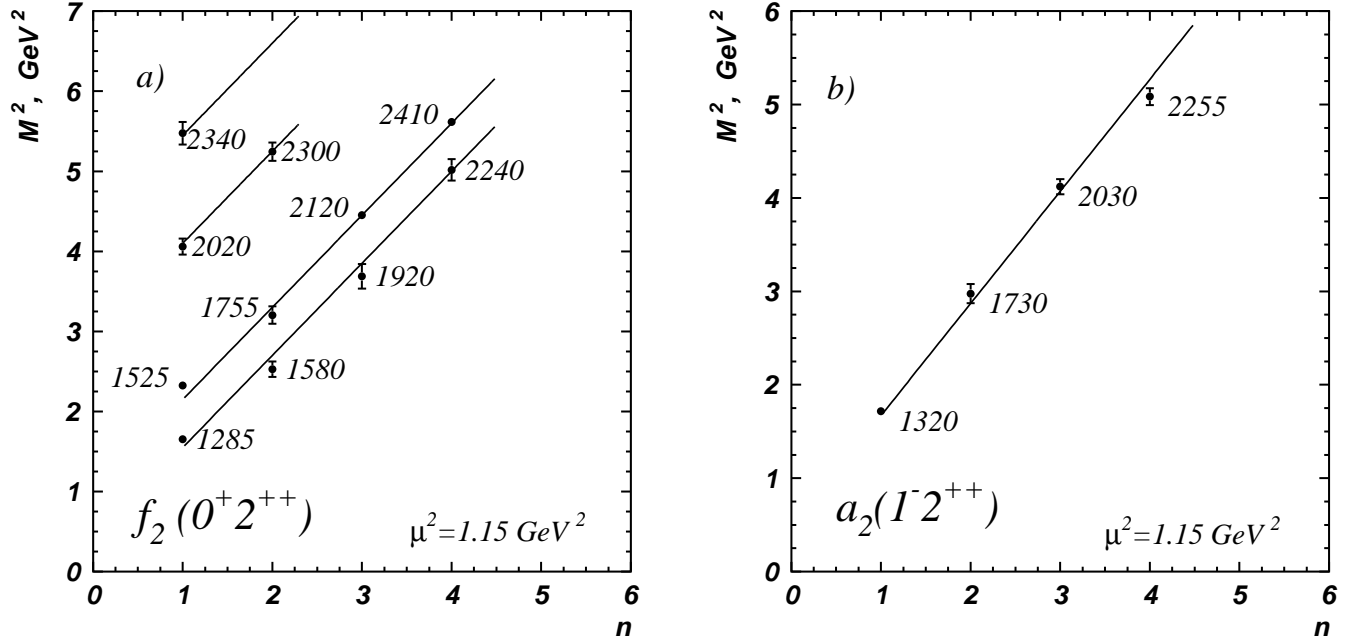 M², GeV²
7
6
5
4
3
2
1
0
a)
2340
2300
2410
2020
2120
2240
1755
1920
1525
1580
1285
f₂ (0⁺2⁺⁺)
μ²=1.15 GeV²
0 1 2 3 4 5 6
n
M², GeV²
6
5
4
3
2
1
0
b)
2255
2030
1730
1320
a₂(1⁻2⁺⁺)
μ²=1.15 GeV²
0 1 2 3 4 5 6
n